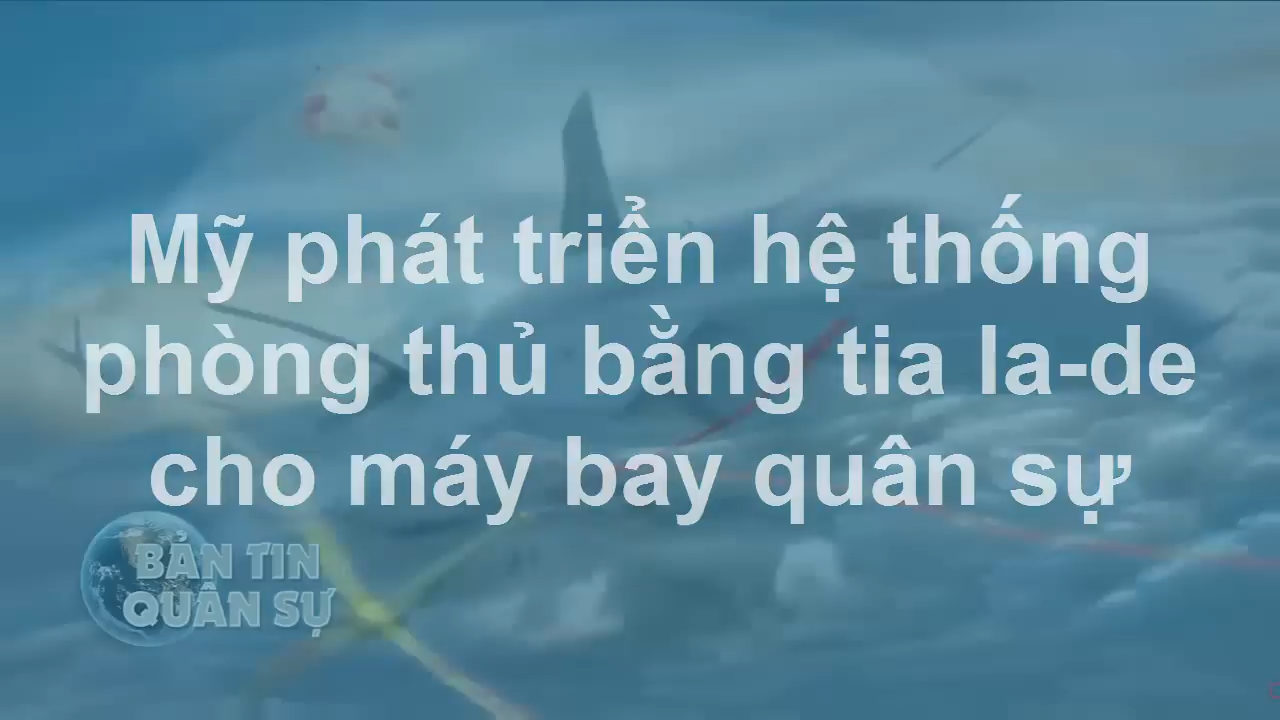 Mỹ phát triển hệ thống
phòng thủ bằng tia la-de
cho máy bay quân sự
BẢN TIN
QUÂN SỰ